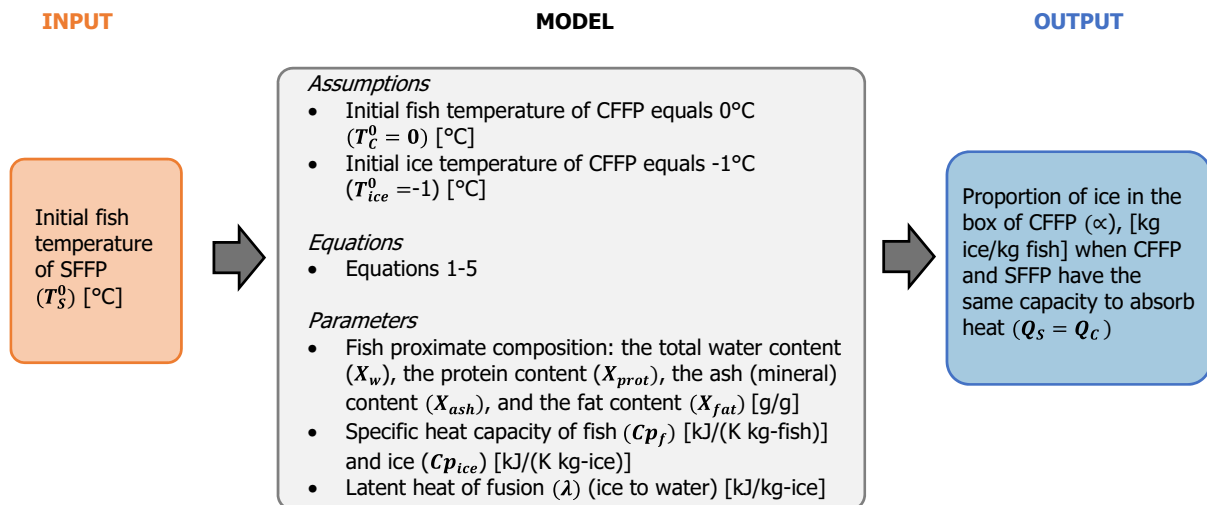 INPUT
MODEL
OUTPUT
Initial fish
temperature
of SFFP
(T_S^0) [°C]
Assumptions
• Initial fish temperature of CFFP equals 0°C
(T_C^0 = 0) [°C]
• Initial ice temperature of CFFP equals -1°C
(T_ice^0 =-1) [°C]
Equations
• Equations 1-5
Parameters
• Fish proximate composition: the total water content
(X_w), the protein content (X_prot), the ash (mineral)
content (X_ash), and the fat content (X_fat) [g/g]
• Specific heat capacity of fish (Cp_f) [kJ/(K kg-fish)]
and ice (Cp_ice) [kJ/(K kg-ice)]
• Latent heat of fusion (λ) (ice to water) [kJ/kg-ice]
Proportion of ice in the
box of CFFP (∝), [kg
ice/kg fish] when CFFP
and SFFP have the
same capacity to absorb
heat (Q_S = Q_C)